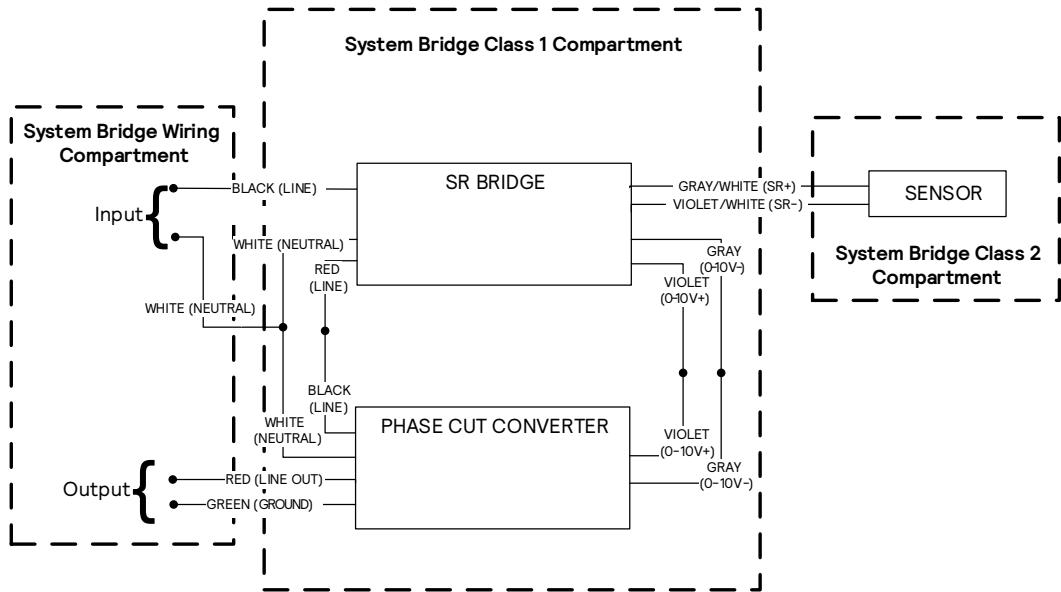 System Bridge Class 1 Compartment
System Bridge Wiring
Compartment
Input
BLACK (LINE)
SR BRIDGE
GRAY/WHITE (SR+)
VIOLET/WHITE (SR-)
SENSOR
System Bridge Class 2
Compartment
WHITE (NEUTRAL)
RED
(LINE)
GRAY
(0-10V-)
VIOLET
(0-10V+)
WHITE (NEUTRAL)
BLACK
(LINE)
WHITE
(NEUTRAL)
PHASE CUT CONVERTER
VIOLET
(0-10V+)
GRAY
(0-10V-)
Output
RED (LINE OUT)
GREEN (GROUND)